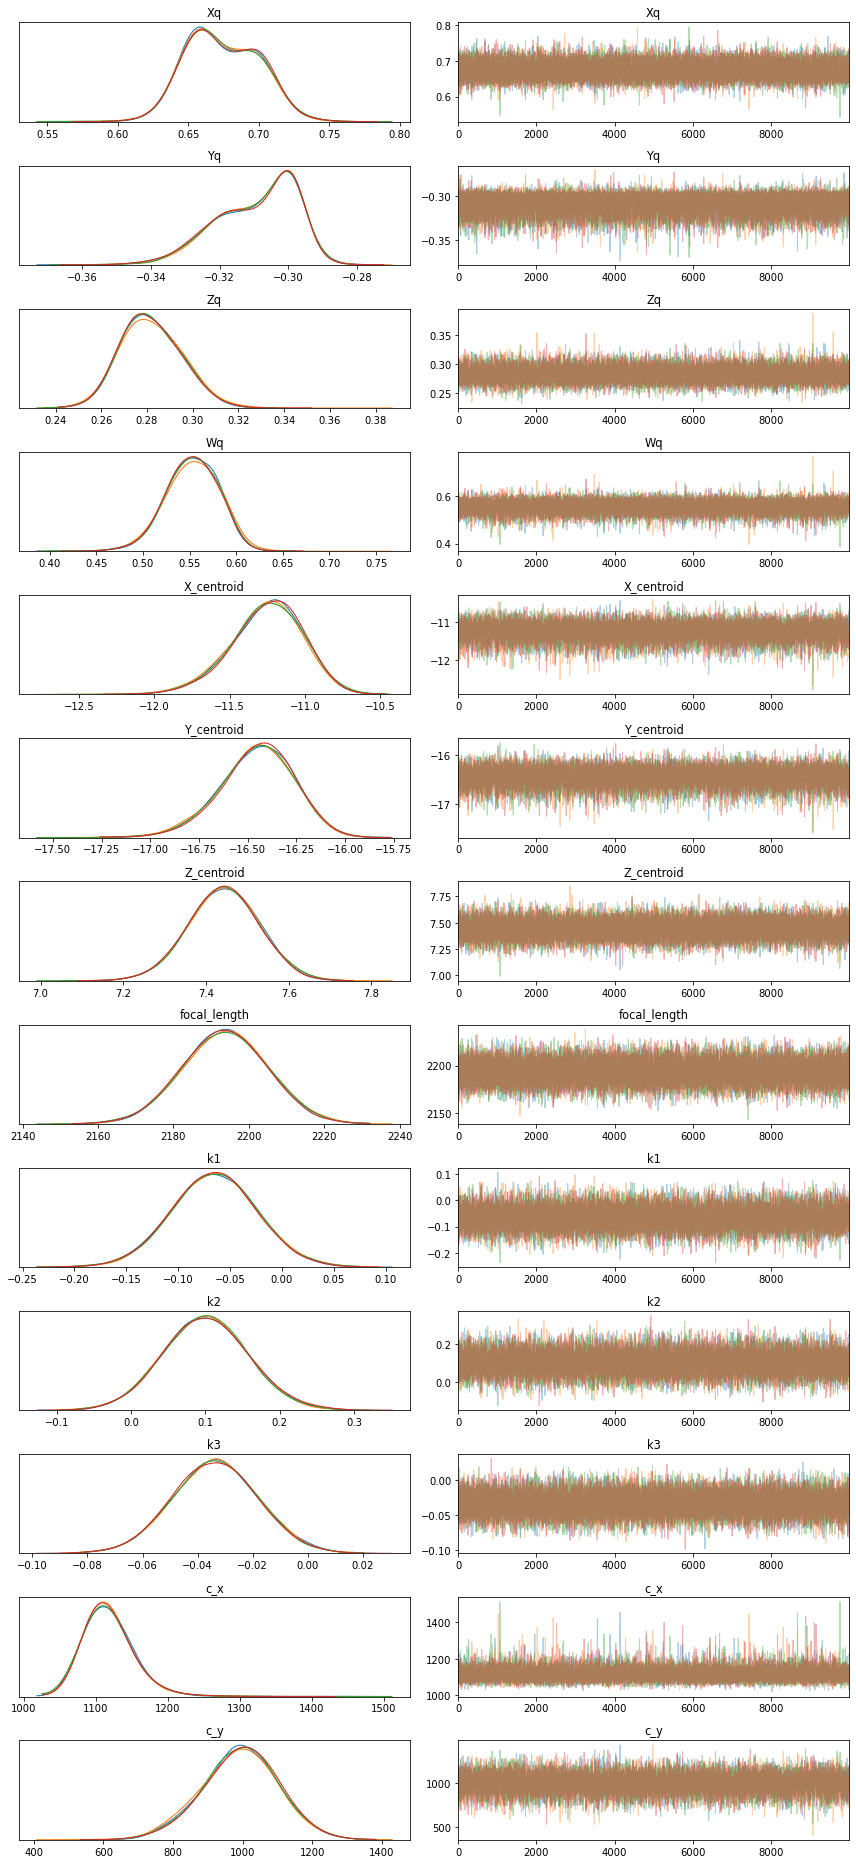 Xq Xq
0.8
0.7
0.6
0.55 0.60 0.65 0.70 0.75 0.80 0 2000 4000 6000 8000
Yq Yq
−0.30
−0.35
−0.36 −0.34 −0.32 −0.30 −0.28 0 2000 4000 6000 8000
Zq Zq
0.35
0.30
0.25
0.24 0.26 0.28 0.30 0.32 0.34 0.36 0.38 0 2000 4000 6000 8000
Wq Wq
0.6
0.4
0.40 0.45 0.50 0.55 0.60 0.65 0.70 0.75 0 2000 4000 6000 8000
X_centroid X_centroid
−11
−12
−12.5 −12.0 −11.5 −11.0 −10.5 0 2000 4000 6000 8000
Y_centroid Y_centroid
−16
−17
−17.50 −17.25 −17.00 −16.75 −16.50 −16.25 −16.00 −15.75 0 2000 4000 6000 8000
Z_centroid Z_centroid
7.75
7.50
7.25
7.00
7.0 7.2 7.4 7.6 7.8 0 2000 4000 6000 8000
focal_length focal_length
2200
2150
2140 2160 2180 2200 2220 2240 0 2000 4000 6000 8000
k1 k1
0.1
0.0
−0.1
−0.2
−0.25 −0.20 −0.15 −0.10 −0.05 0.00 0.05 0.10 0 2000 4000 6000 8000
k2 k2
0.2
0.0
−0.1 0.0 0.1 0.2 0.3 0 2000 4000 6000 8000
k3 k3
0.00
−0.05
−0.10
−0.10 −0.08 −0.06 −0.04 −0.02 0.00 0.02 0 2000 4000 6000 8000
c_x c_x
1400
1200
1000
1000 1100 1200 1300 1400 1500 0 2000 4000 6000 8000
c_y c_y
1000
500
400 600 800 1000 1200 1400 0 2000 4000 6000 8000